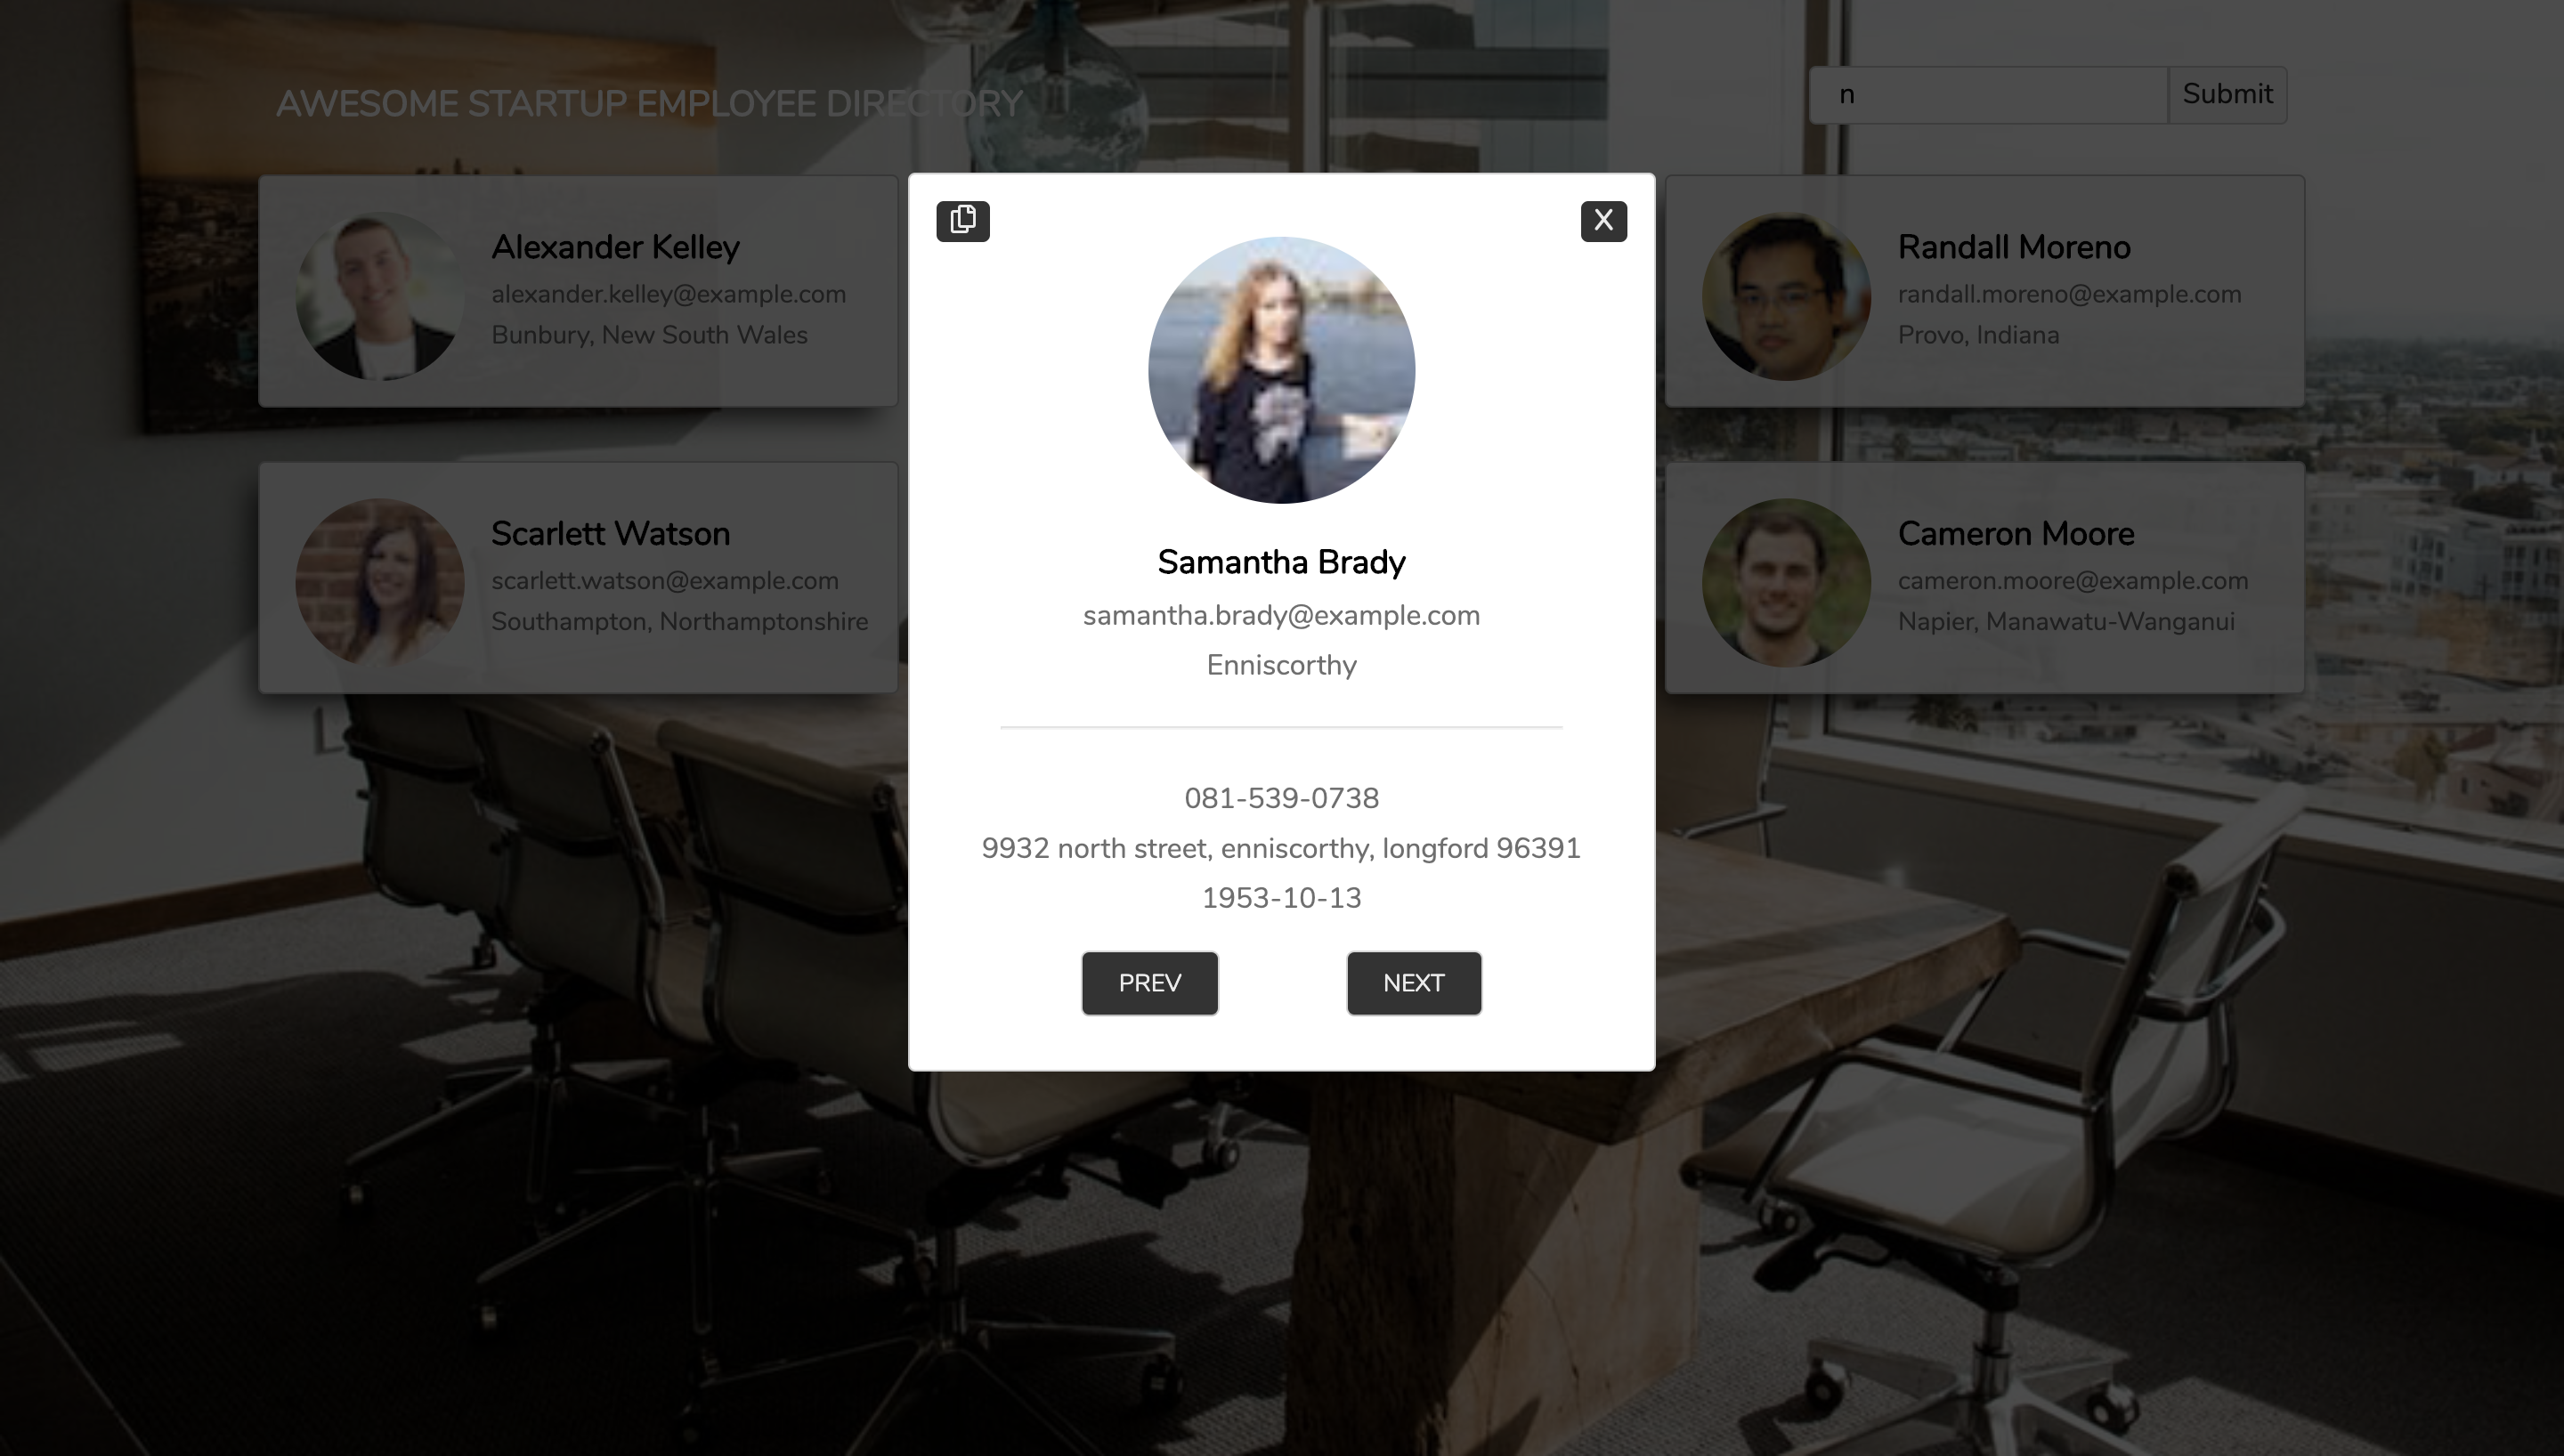 AWESOME STARTUP EMPLOYEE DIRECTORY
n
Submit
Alexander Kelley
alexander.kelley@example.com
Bunbury, New South Wales
Randall Moreno
randall.moreno@example.com
Provo, Indiana
Scarlett Watson
scarlett.watson@example.com
Southampton, Northamptonshire
Cameron Moore
cameron.moore@example.com
Napier, Manawatu-Wanganui
X
Samantha Brady
samantha.brady@example.com
Enniscorthy
081-539-0738
9932 north street, enniscorthy, longford 96391
1953-10-13
PREV
NEXT